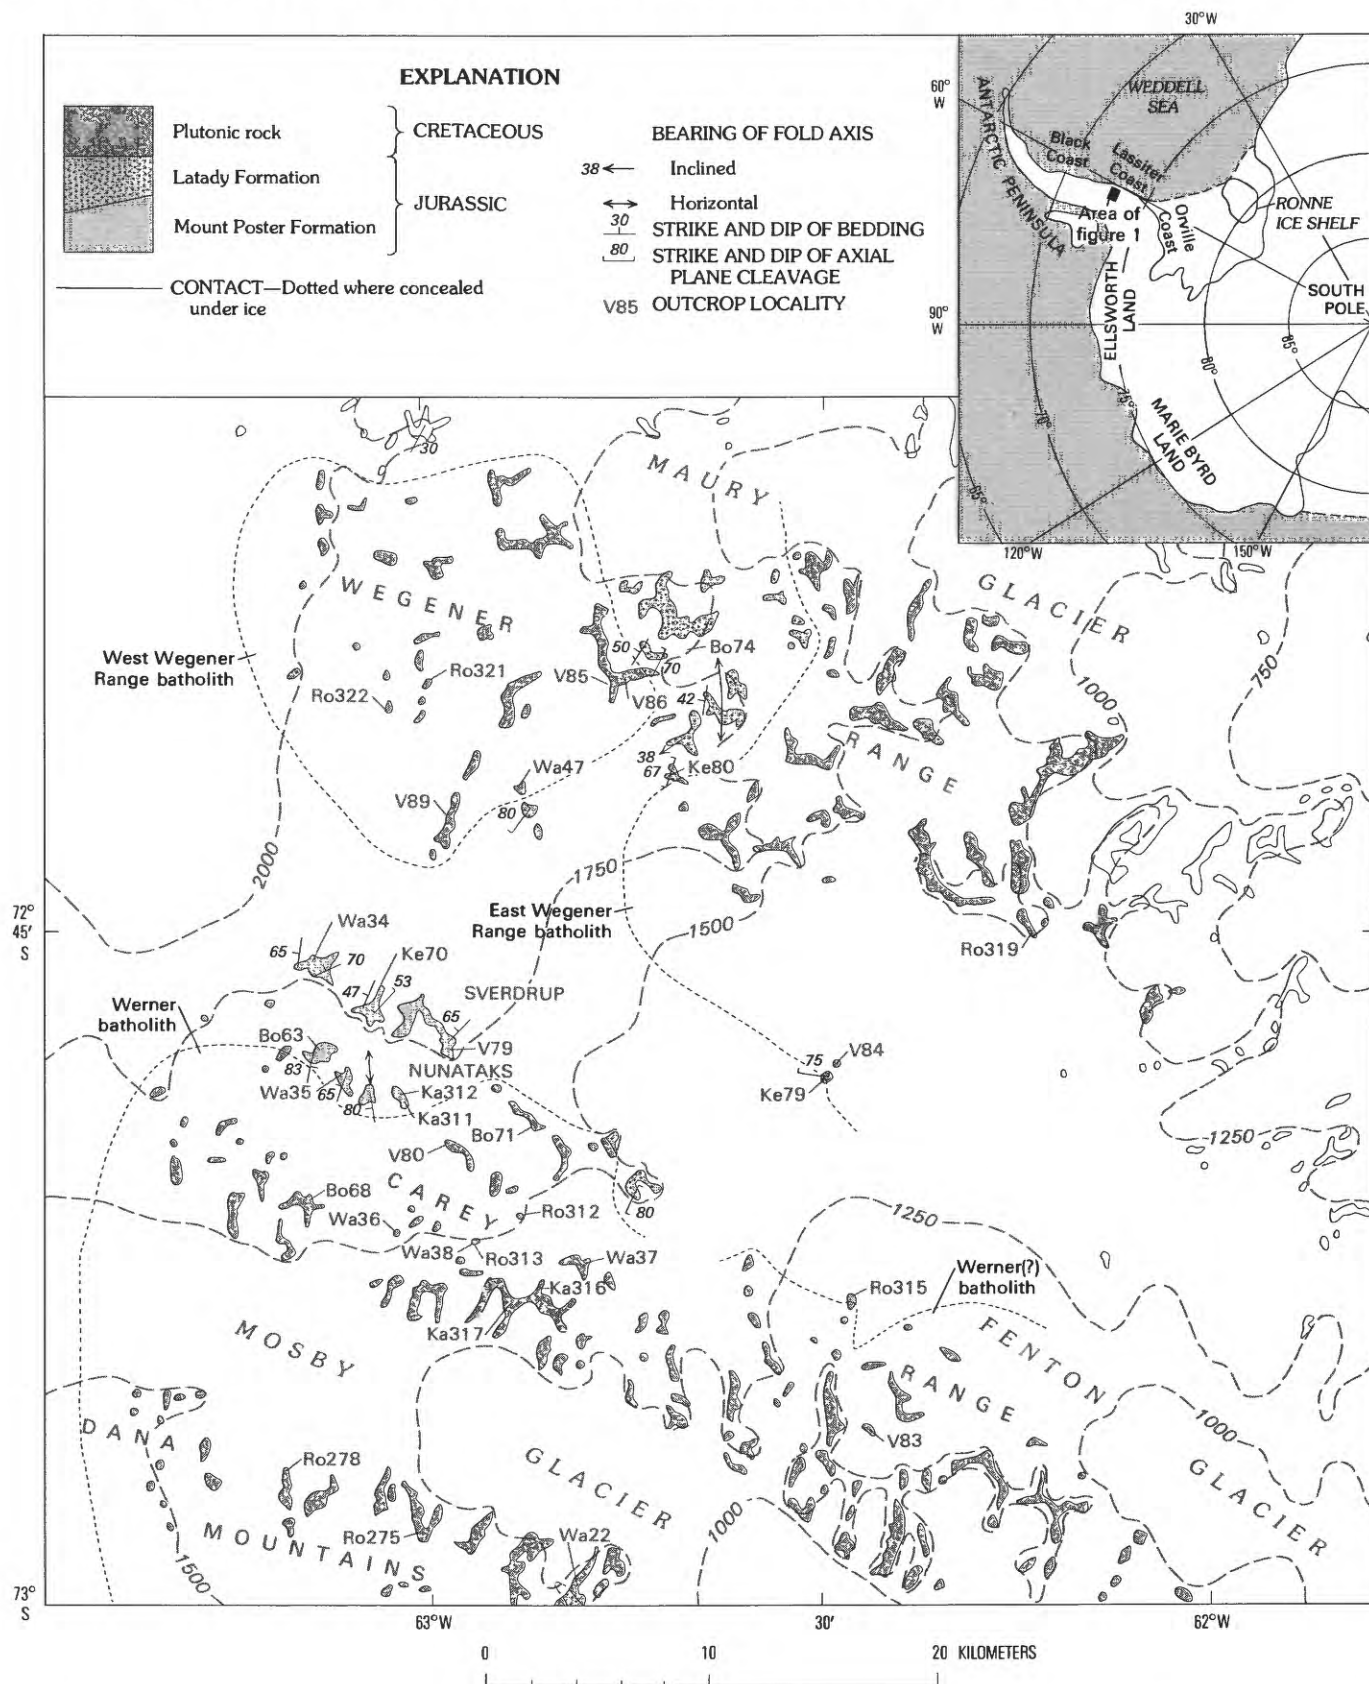 EXPLANATION
Plutonic rock
CRETACEOUS
Latady Formation
JURASSIC
Mount Poster Formation
CONTACT—Dotted where concealed
under ice
BEARING OF FOLD AXIS
38
Inclined
Horizontal
30
STRIKE AND DIP OF BEDDING
80
STRIKE AND DIP OF AXIAL
PLANE CLEAVAGE
V85
OUTCROP LOCALITY
30°W
60°
W
WEDDELL
SEA
ANTARCTIC PENINSULA
Black
Coast
Lassiter
Coast
Area of
figure 1
Orville
Coast
RONNE
ICE SHELF
SOUTH
POLE
90°
W
ELLSWORTH
LAND
85°
80°
75°
70°
65°
MARIE BYRD
LAND
120°W
150°W
30
MAURY
GLACIER
WEGENER
West Wegener
Range batholith
50
Bo74
70
Ro321
V85
Ro322
V86
42
1000
750
RANGE
38
Ke80
67
Wa47
V89
80
2000
1750
72°
45'
S
East Wegener
Range batholith
1500
Wa34
65
70
Ke70
Ro319
47
53
SVERDRUP
Werner
batholith
65
Bo63
V79
V84
75
83
NUNATAKS
Ke79
Wa35
65
Ka312
80
Ka311
Bo71
1250
V80
Bo68
CAREY
Ro312
80
Wa36
1250
Wa38
Ro313
Wa37
Werner(?)
batholith
Ro315
Ka316
Ka317
MOSBY
FENTON
RANGE
DANA
V83
1000
Ro278
GLACIER
GLACIER
Ro275
Wa22
1000
MOUNTAINS
1500
73°
S
63°W
30'
62°W
0
10
20 KILOMETERS